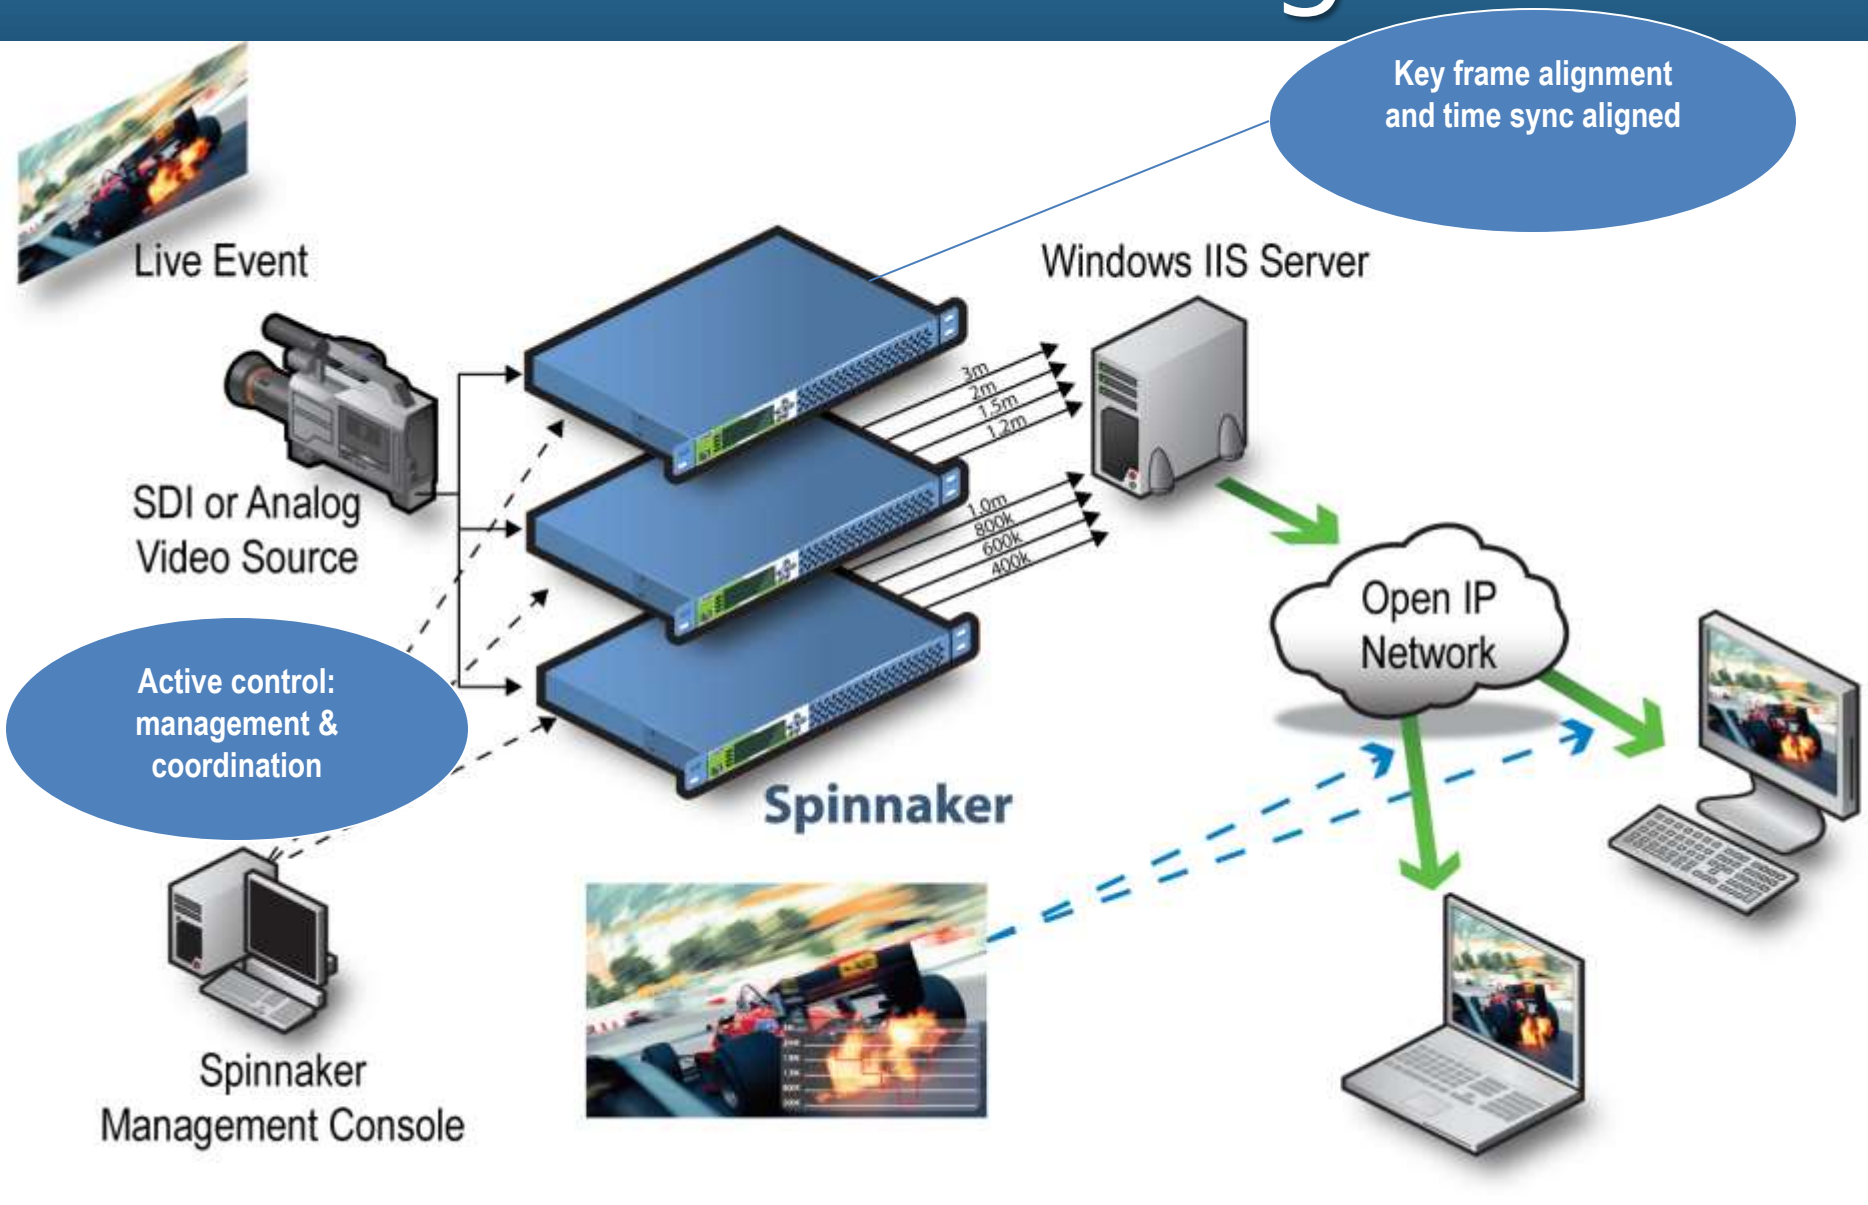 Key frame alignment
and time sync aligned
Live Event
Windows IIS Server
3m
2m
1.5m
1.2m
SDI or Analog
Video Source
1.0m
800k
600k
400k
Open IP
Network
Active control:
management &
coordination
Spinnaker
Spinnaker
Management Console